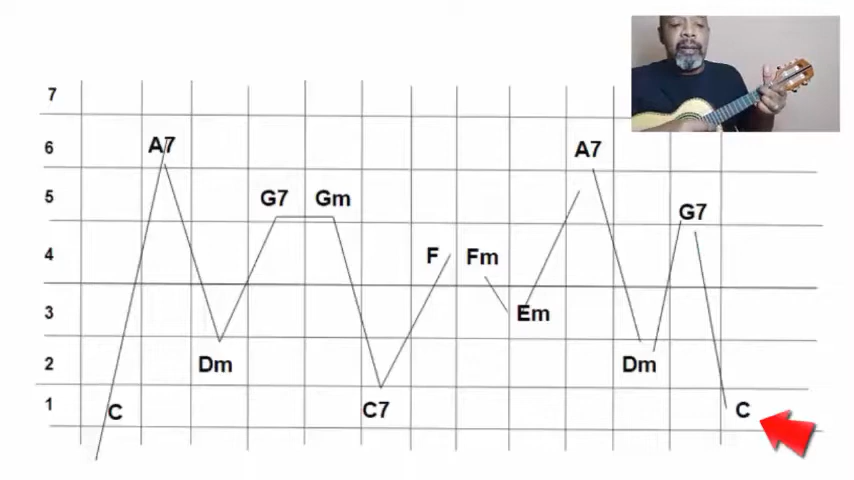 7
6 A7 A7
5 G7 Gm G7
4 F Fm
3 Em
2 Dm Dm
1 C C7 C